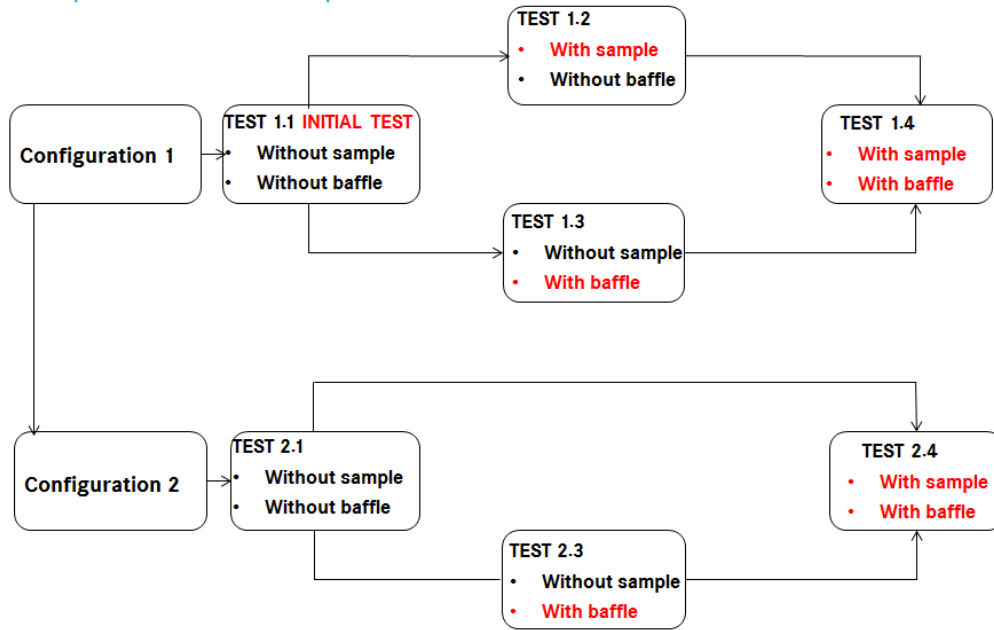 TEST 1.2
• With sample
• Without baffle
Configuration 1
TEST 1.1 INITIAL TEST
• Without sample
• Without baffle
TEST 1.4
• With sample
• With baffle
TEST 1.3
• Without sample
• With baffle
Configuration 2
TEST 2.1
• Without sample
• Without baffle
TEST 2.4
• With sample
• With baffle
TEST 2.3
• Without sample
• With baffle